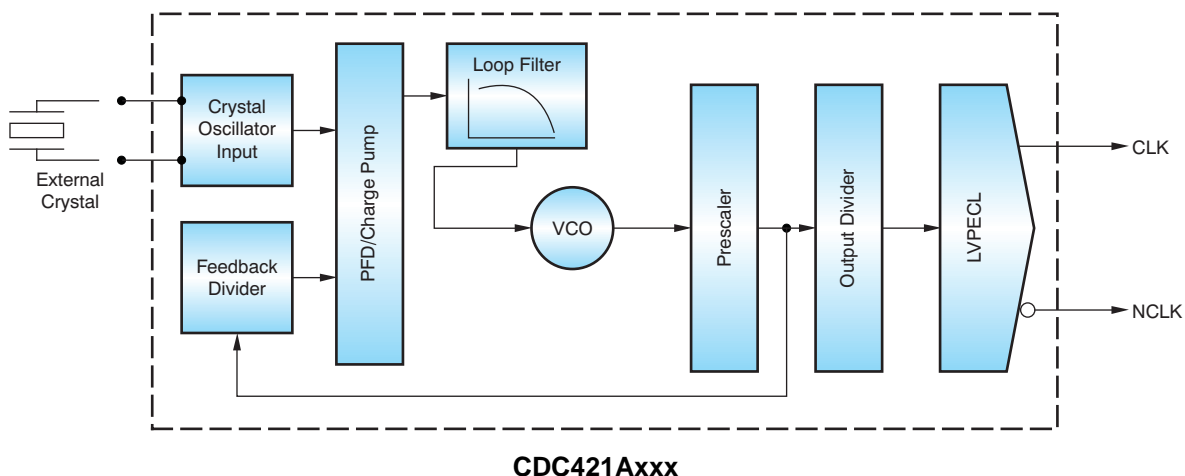 Loop Filter
Crystal
Oscillator
Input
External
Crystal
PFD/Charge Pump
CLK
VCO
Prescaler
Output Divider
LVPECL
Feedback
Divider
NCLK
CDC421Axxx